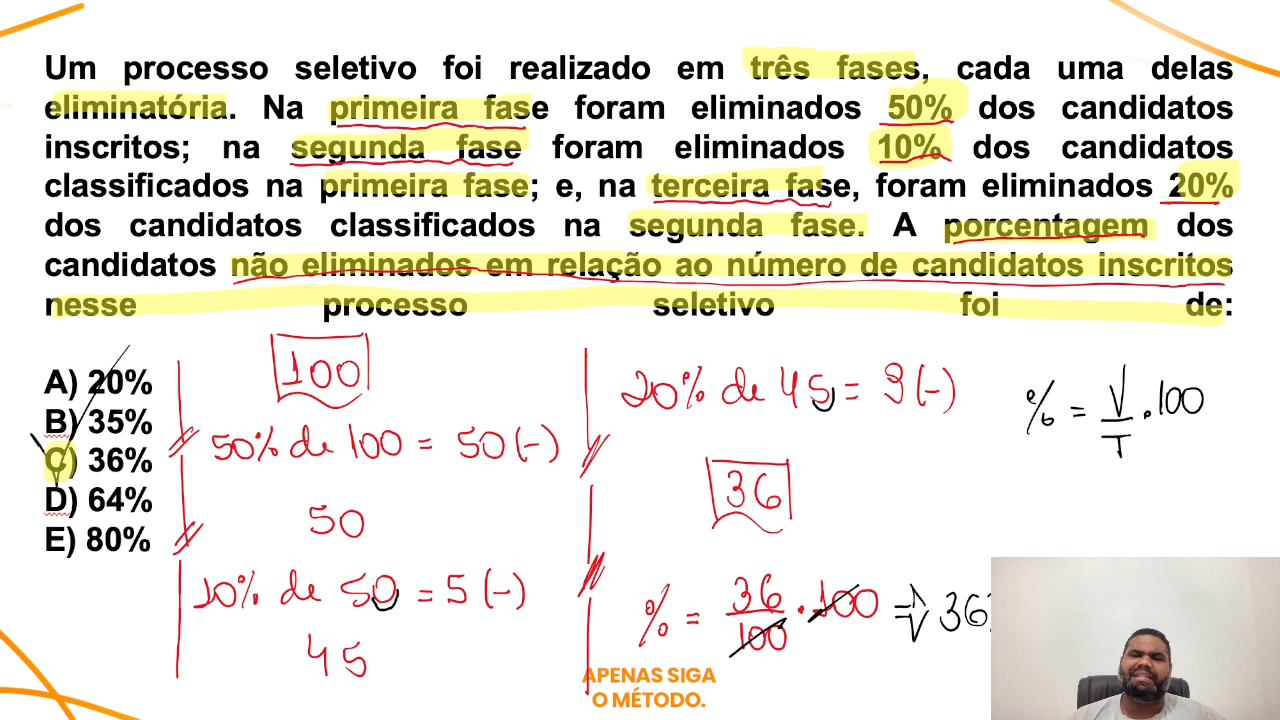 Um processo seletivo foi realizado em três fases, cada uma delas
eliminatória. Na primeira fase foram eliminados 50% dos candidatos
inscritos; na segunda fase foram eliminados 10% dos candidatos
classificados na primeira fase; e, na terceira fase, foram eliminados 20%
dos candidatos classificados na segunda fase. A porcentagem dos
candidatos não eliminados em relação ao número de candidatos inscritos
nesse processo seletivo foi de:
A) 20%
B) 35%
C) 36%
D) 64%
E) 80%
100
50% de 100 = 50 (-)
50
10% de 50 = 5 (-)
45
20% de 45 = 9 (-)
36
% = 36/100 . 100 => 36
% = V/T . 100
APENAS SIGA
O MÉTODO.